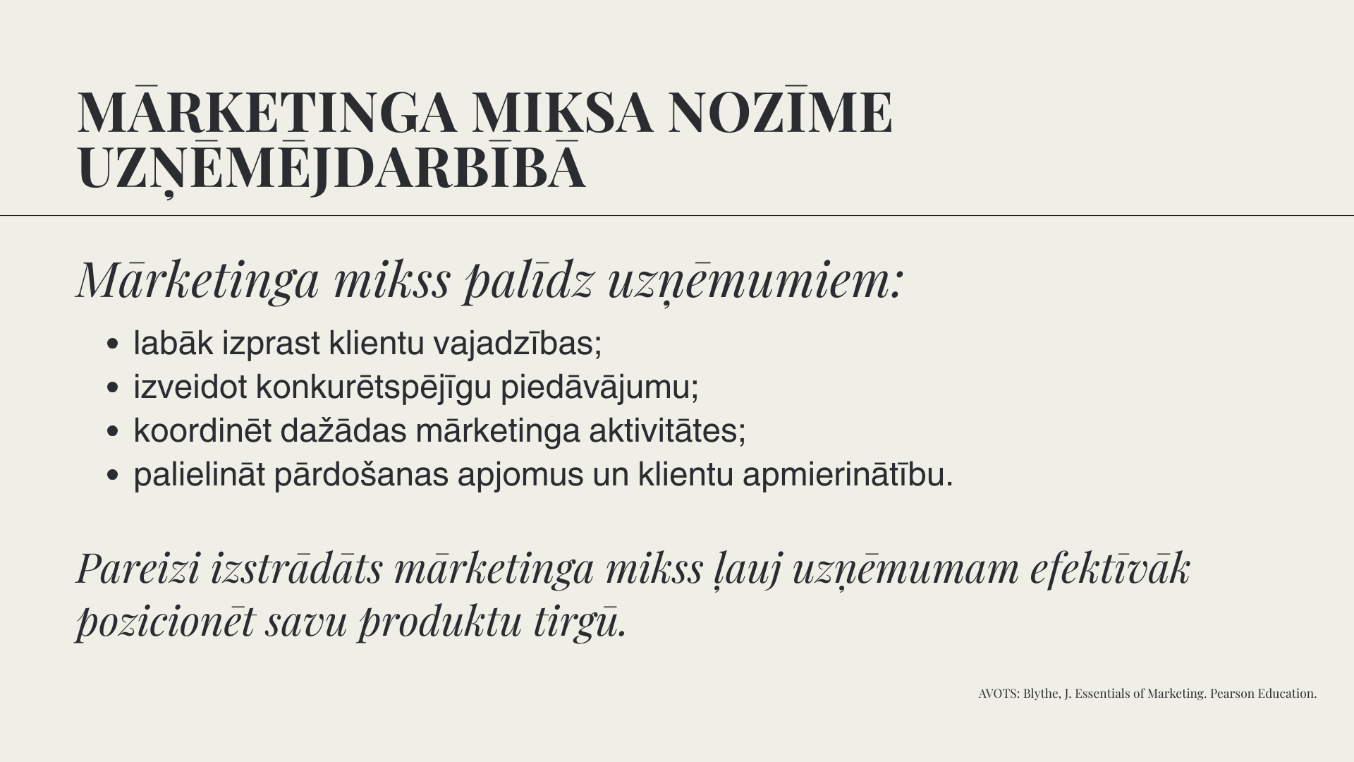 MĀRKETINGA MIKSA NOZĪME
UZŅĒMĒJDARBĪBĀ
Mārketinga mikss palīdz uzņēmumiem:
• labāk izprast klientu vajadzības;
• izveidot konkurētspējīgu piedāvājumu;
• koordinēt dažādas mārketinga aktivitātes;
• palielināt pārdošanas apjomus un klientu apmierinātību.
Pareizi izstrādāts mārketinga mikss ļauj uzņēmumam efektīvāk
pozicionēt savu produktu tirgū.
AVOTS: Blythe, J. Essentials of Marketing. Pearson Education.